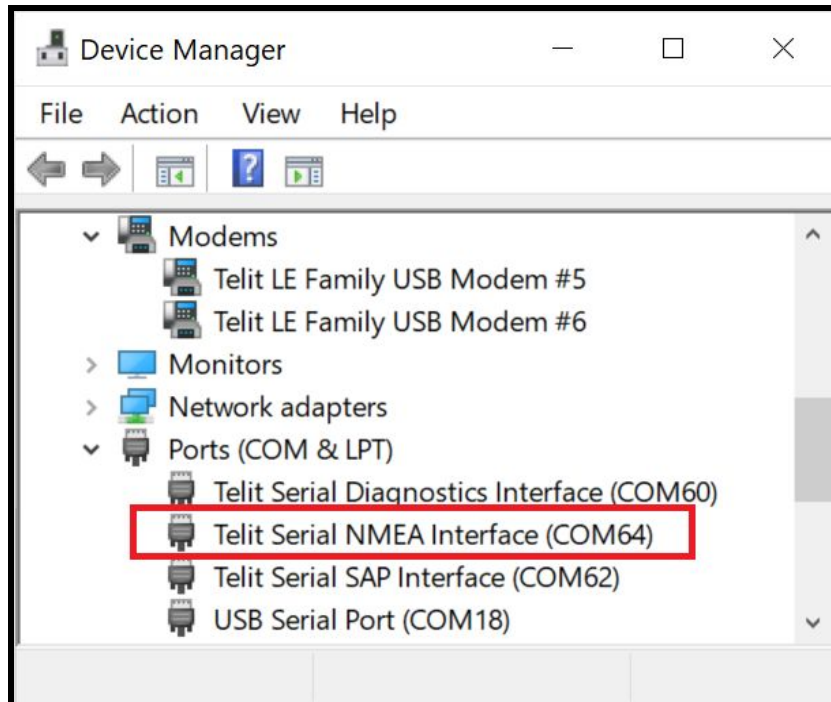 Device Manager
File Action View Help
Modems
Telit LE Family USB Modem #5
Telit LE Family USB Modem #6
Monitors
Network adapters
Ports (COM & LPT)
Telit Serial Diagnostics Interface (COM60)
Telit Serial NMEA Interface (COM64)
Telit Serial SAP Interface (COM62)
USB Serial Port (COM18)